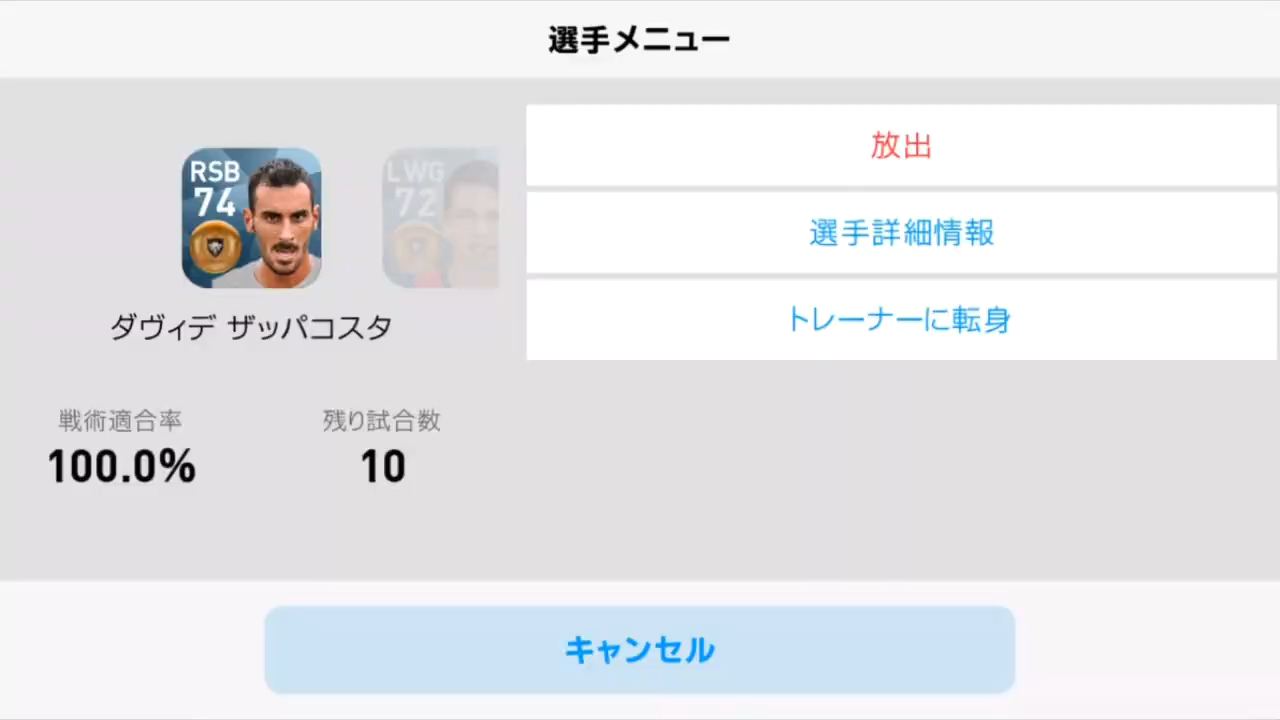 選手メニュー
RSB
74
LWG
72
ダヴィデ ザッパコスタ
戦術適合率
100.0%
残り試合数
10
放出
選手詳細情報
トレーナーに転身
キャンセル